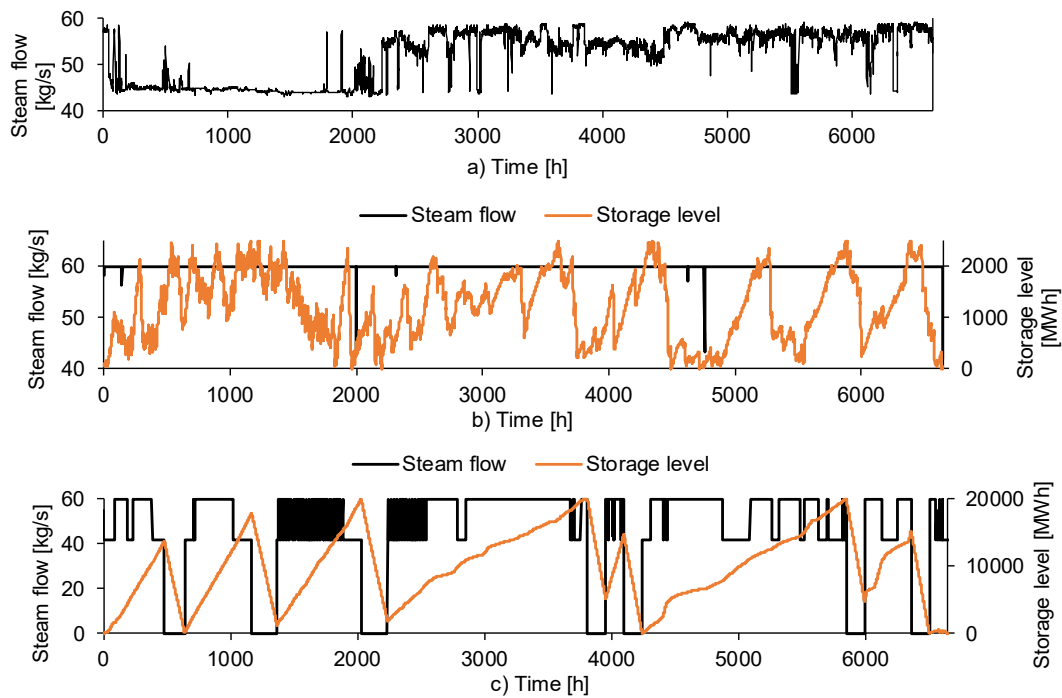 Steam flow
[kg/s]
60
50
40
0 1000 2000 3000 4000 5000 6000
a) Time [h]
Steam flow Storage level
Steam flow [kg/s]
60
50
40
2000
1000
0
Storage level
[MWh]
0 1000 2000 3000 4000 5000 6000
b) Time [h]
Steam flow Storage level
Steam flow [kg/s]
60
40
20
0
20000
10000
0
Storage level [MWh]
0 1000 2000 3000 4000 5000 6000
c) Time [h]